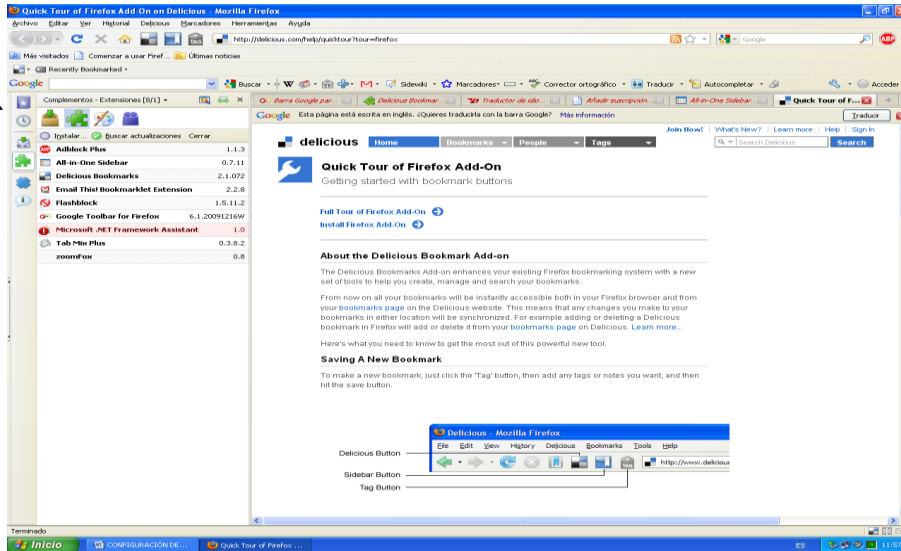 Quick Tour of Firefox Add-On on Delicious - Mozilla Firefox
Archivo Editar Ver Historial Delicious Marcadores Herramientas Ayuda
http://delicious.com/help/quicktour?tour=firefox
Google
ABP
Más visitados Comenzar a usar Firef... Últimas noticias
Recently Bookmarked
Google Buscar Sidewiki Marcadores Corrector ortográfico Traducir Autocompletar Acceder
Complementos - Extensiones [8/1]
Barra Google par... Delicious Bookmar... Traductor de idio... Añadir suscripción... All-in-One Sidebar... Quick Tour of F...
Google Esta página está escrita en inglés. ¿Quieres traducirla con la barra Google? Más información Traducir
Instalar... Buscar actualizaciones Cerrar
Adblock Plus 1.1.3
All-in-One Sidebar 0.7.11
Delicious Bookmarks 2.1.072
Email This! Bookmarklet Extension 2.2.8
Flashblock 1.5.11.2
Google Toolbar for Firefox 6.1.20091216W
Microsoft .NET Framework Assistant 1.0
Tab Mix Plus 0.3.8.2
zoomFox 0.8
Join Now! What's New? Learn more Help Sign In
delicious Home Bookmarks People Tags Search Delicious Search
Quick Tour of Firefox Add-On
Getting started with bookmark buttons
Full Tour of Firefox Add-On
Install Firefox Add-On
About the Delicious Bookmark Add-on
The Delicious Bookmarks Add-on enhances your existing Firefox bookmarking system with a new
set of tools to help you create, manage and search your bookmarks.
From now on all your bookmarks will be instantly accessible both in your Firefox browser and from
your bookmarks page on the Delicious website. This means that any changes you make to your
bookmarks in either location will be synchronized. For example adding or deleting a Delicious
bookmark in Firefox will add or delete it from your bookmarks page on Delicious. Learn more...
Here's what you need to know to get the most out of this powerful new tool.
Saving A New Bookmark
To make a new bookmark, just click the 'Tag' button, then add any tags or notes you want, and then
hit the save button.
Delicious - Mozilla Firefox
File Edit View History Delicious Bookmarks Tools Help
http://www.delicious
Delicious Button
Sidebar Button
Tag Button
Terminado
Inicio CONFIGURACIÓN DE... Quick Tour of Firefox ... ES 11:57